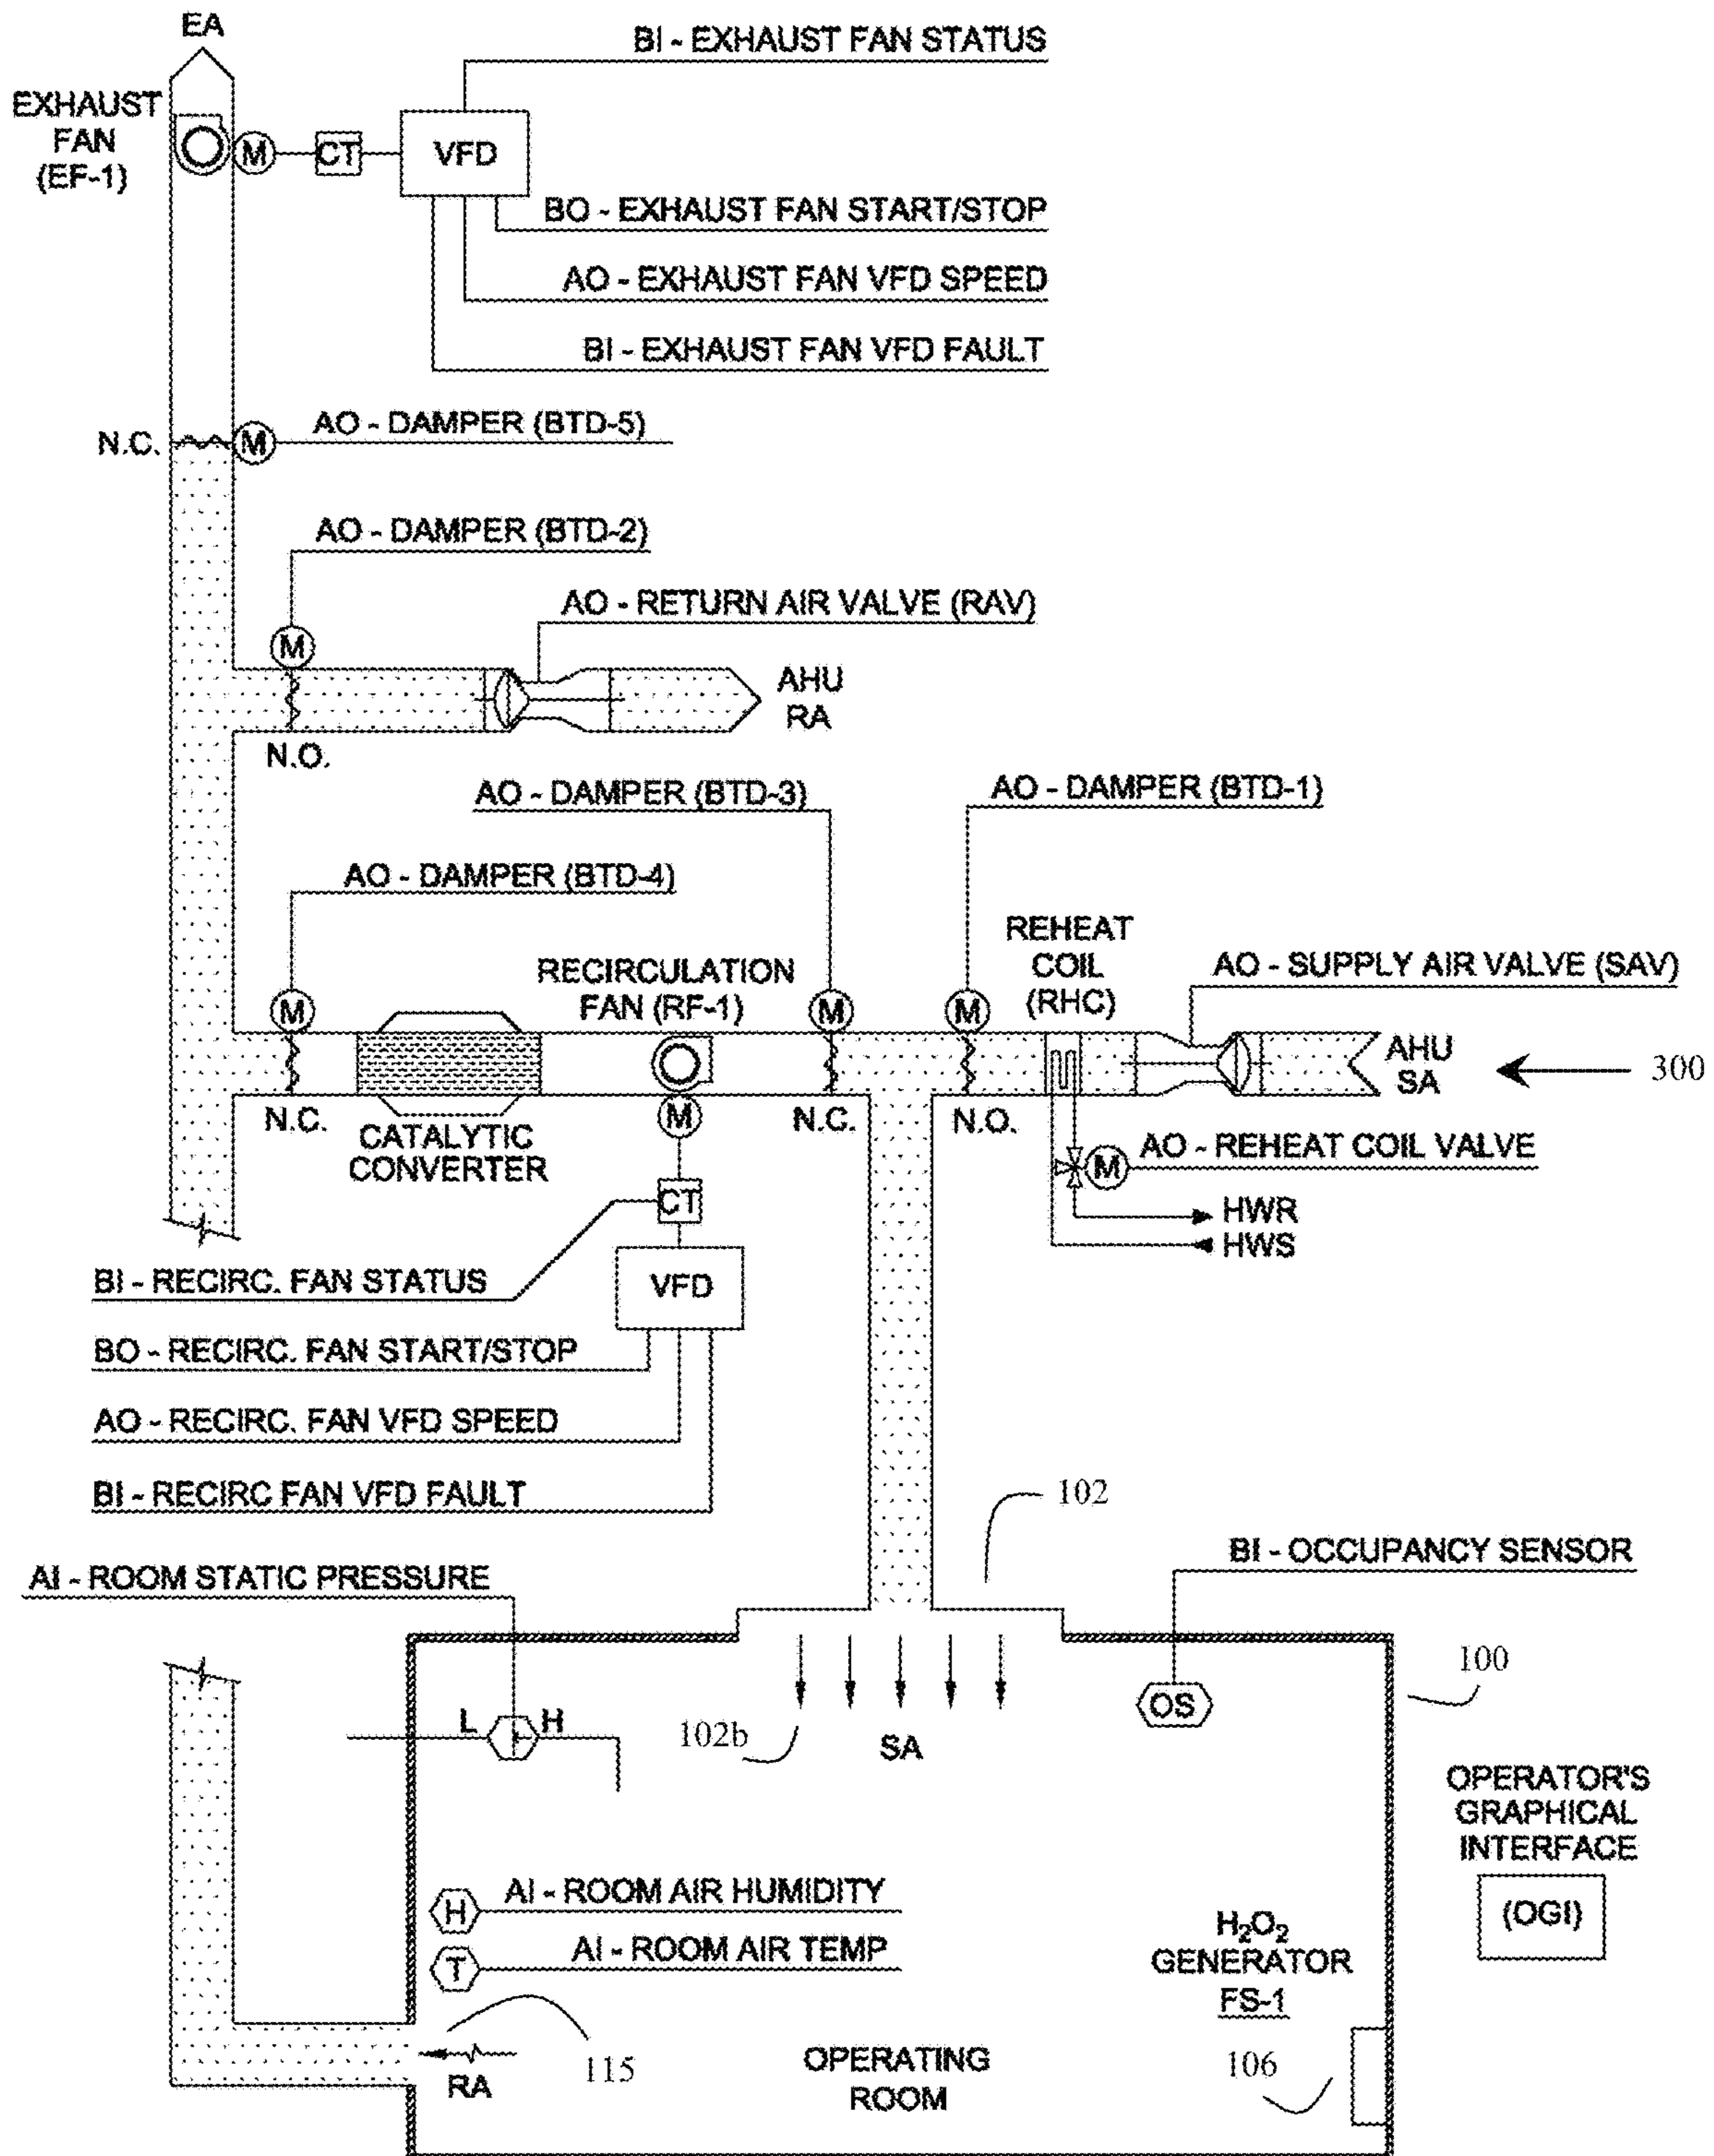 EA
BI - EXHAUST FAN STATUS
EXHAUST
FAN
(EF-1)
M
CT
VFD
BO - EXHAUST FAN START/STOP
AO - EXHAUST FAN VFD SPEED
BI - EXHAUST FAN VFD FAULT
N.C.
M
AO - DAMPER (BTD-5)
AO - DAMPER (BTD-2)
AO - RETURN AIR VALVE (RAV)
M
AHU
RA
N.O.
AO - DAMPER (BTD-3)
AO - DAMPER (BTD-1)
AO - DAMPER (BTD-4)
REHEAT
COIL
(RHC)
RECIRCULATION
FAN (RF-1)
AO - SUPPLY AIR VALVE (SAV)
M
M
M
AHU
SA
300
N.C.
M
N.C.
N.O.
CATALYTIC
CONVERTER
M
AO - REHEAT COIL VALVE
CT
HWR
HWS
BI - RECIRC. FAN STATUS
VFD
BO - RECIRC. FAN START/STOP
AO - RECIRC. FAN VFD SPEED
BI - RECIRC FAN VFD FAULT
102
BI - OCCUPANCY SENSOR
AI - ROOM STATIC PRESSURE
100
OS
L
H
102b
SA
OPERATOR'S
GRAPHICAL
INTERFACE
(OGI)
H
AI - ROOM AIR HUMIDITY
T
AI - ROOM AIR TEMP
H₂O₂
GENERATOR
FS-1
RA
115
OPERATING
ROOM
106